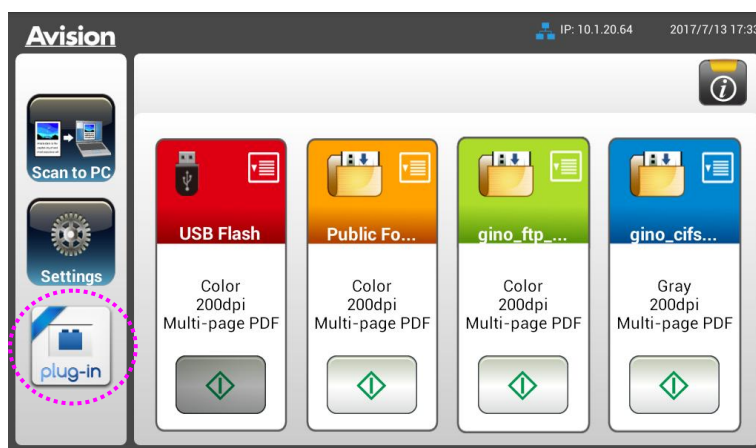 Avision
IP: 10.1.20.64
2017/7/13 17:33
Scan to PC
Settings
plug-in
USB Flash
Color
200dpi
Multi-page PDF
Public Fo...
Color
200dpi
Multi-page PDF
gino_ftp_...
Color
200dpi
Multi-page PDF
gino_cifs...
Gray
200dpi
Multi-page PDF